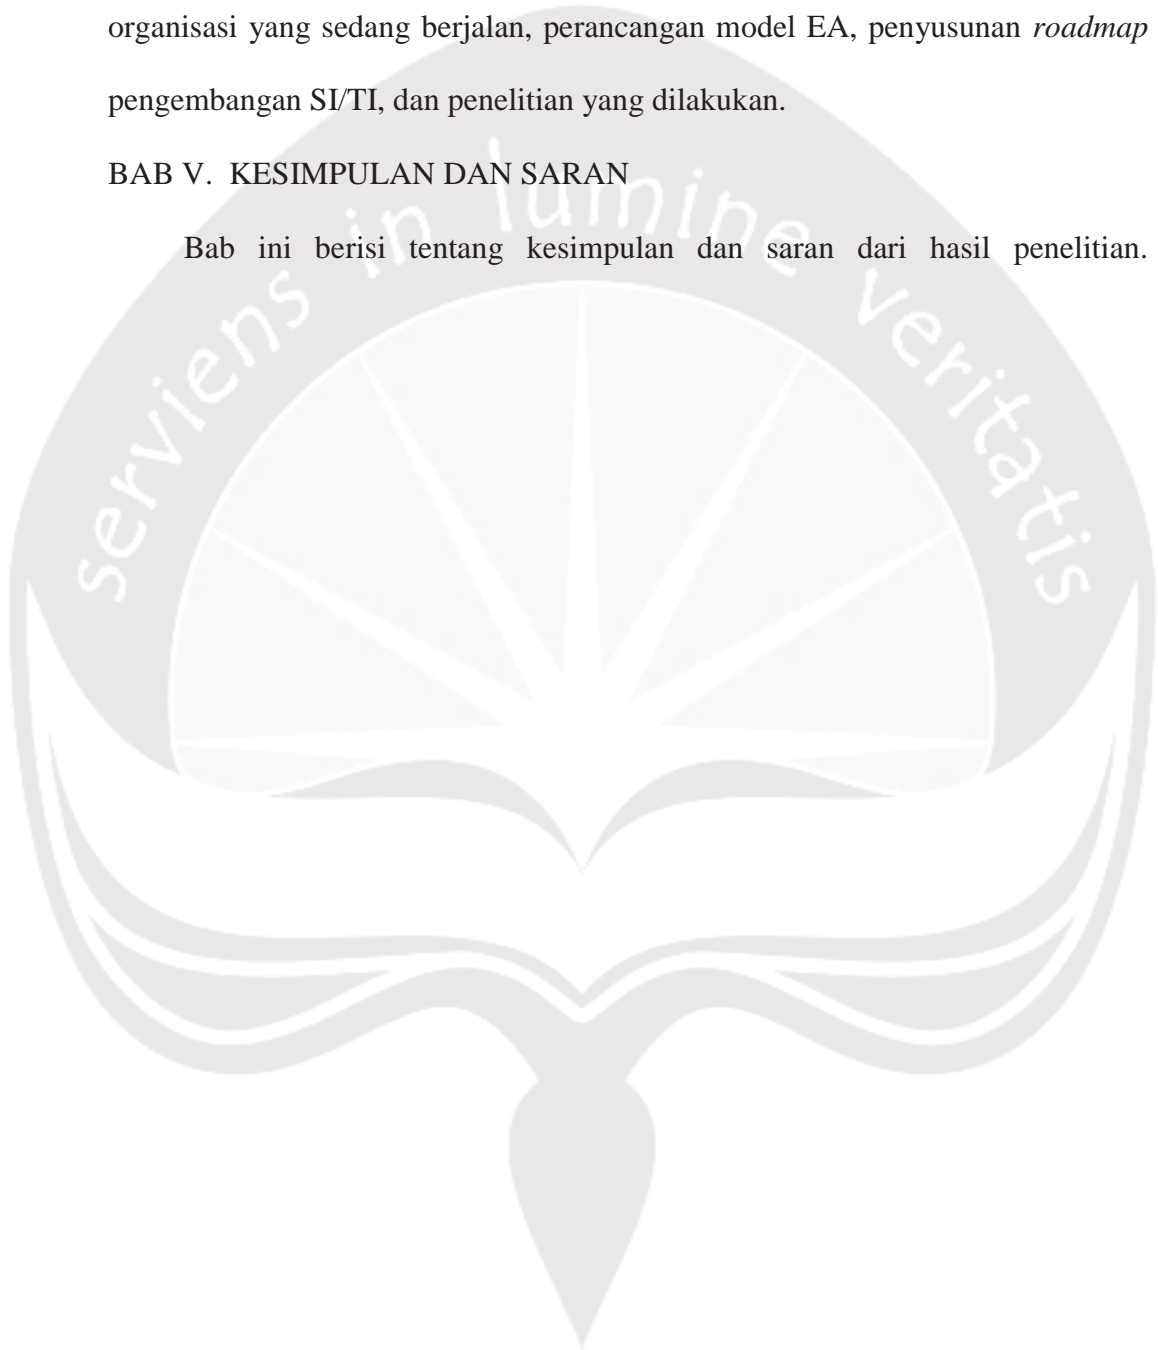 organisasi yang sedang berjalan, perancangan model EA, penyusunan roadmap
pengembangan SI/TI, dan penelitian yang dilakukan.
BAB V. KESIMPULAN DAN SARAN
Bab ini berisi tentang kesimpulan dan saran dari hasil penelitian.
serviens in lumine veritatis